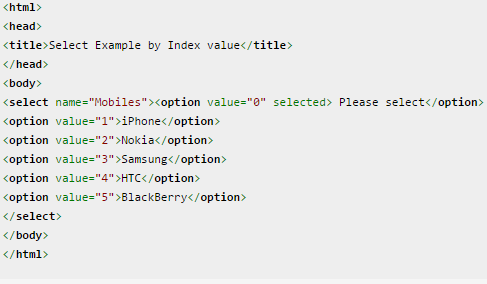 <html>
<head>
<title>Select Example by Index value</title>
</head>
<body>
<select name="Mobiles"><option value="0" selected> Please select</option>
<option value="1">iPhone</option>
<option value="2">Nokia</option>
<option value="3">Samsung</option>
<option value="4">HTC</option>
<option value="5">BlackBerry</option>
</select>
</body>
</html>